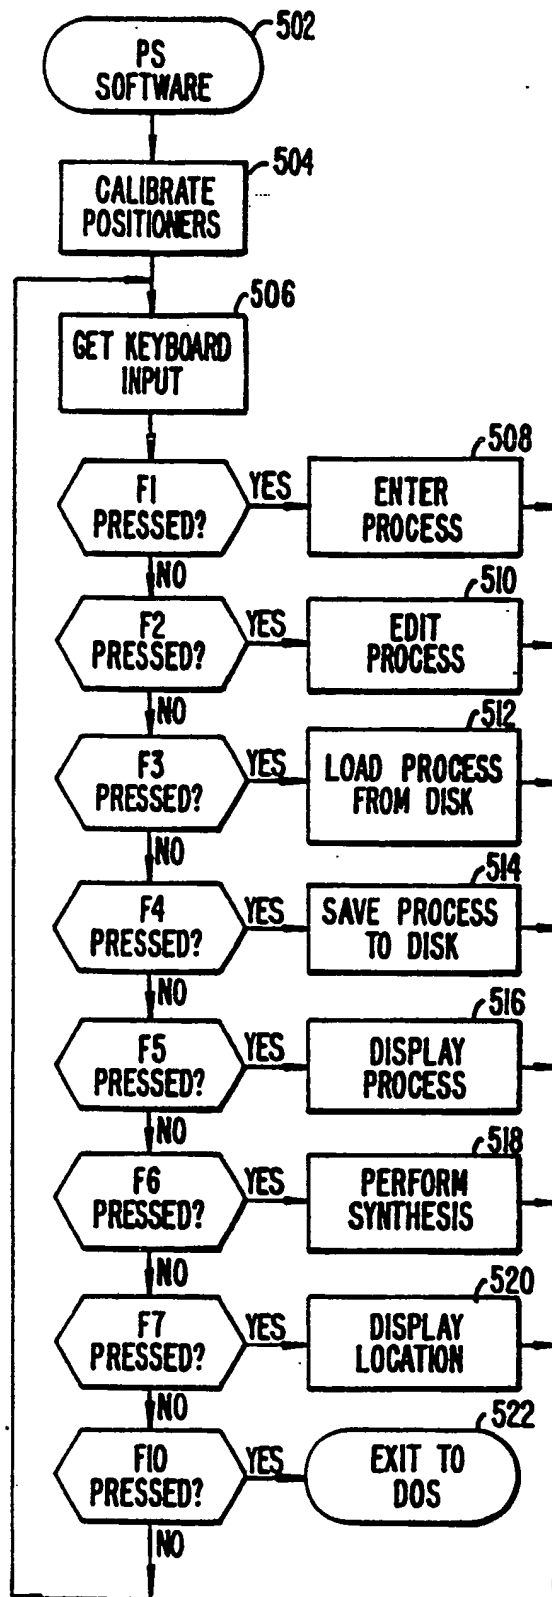 502
PS
SOFTWARE
504
CALIBRATE
POSITIONERS
506
GET KEYBOARD
INPUT
508
F1
PRESSED?
YES
ENTER
PROCESS
NO
510
F2
PRESSED?
YES
EDIT
PROCESS
NO
512
F3
PRESSED?
YES
LOAD PROCESS
FROM DISK
NO
514
F4
PRESSED?
YES
SAVE PROCESS
TO DISK
NO
516
F5
PRESSED?
YES
DISPLAY
PROCESS
NO
518
F6
PRESSED?
YES
PERFORM
SYNTHESIS
NO
520
F7
PRESSED?
YES
DISPLAY
LOCATION
NO
522
F10
PRESSED?
YES
EXIT TO
DOS
NO